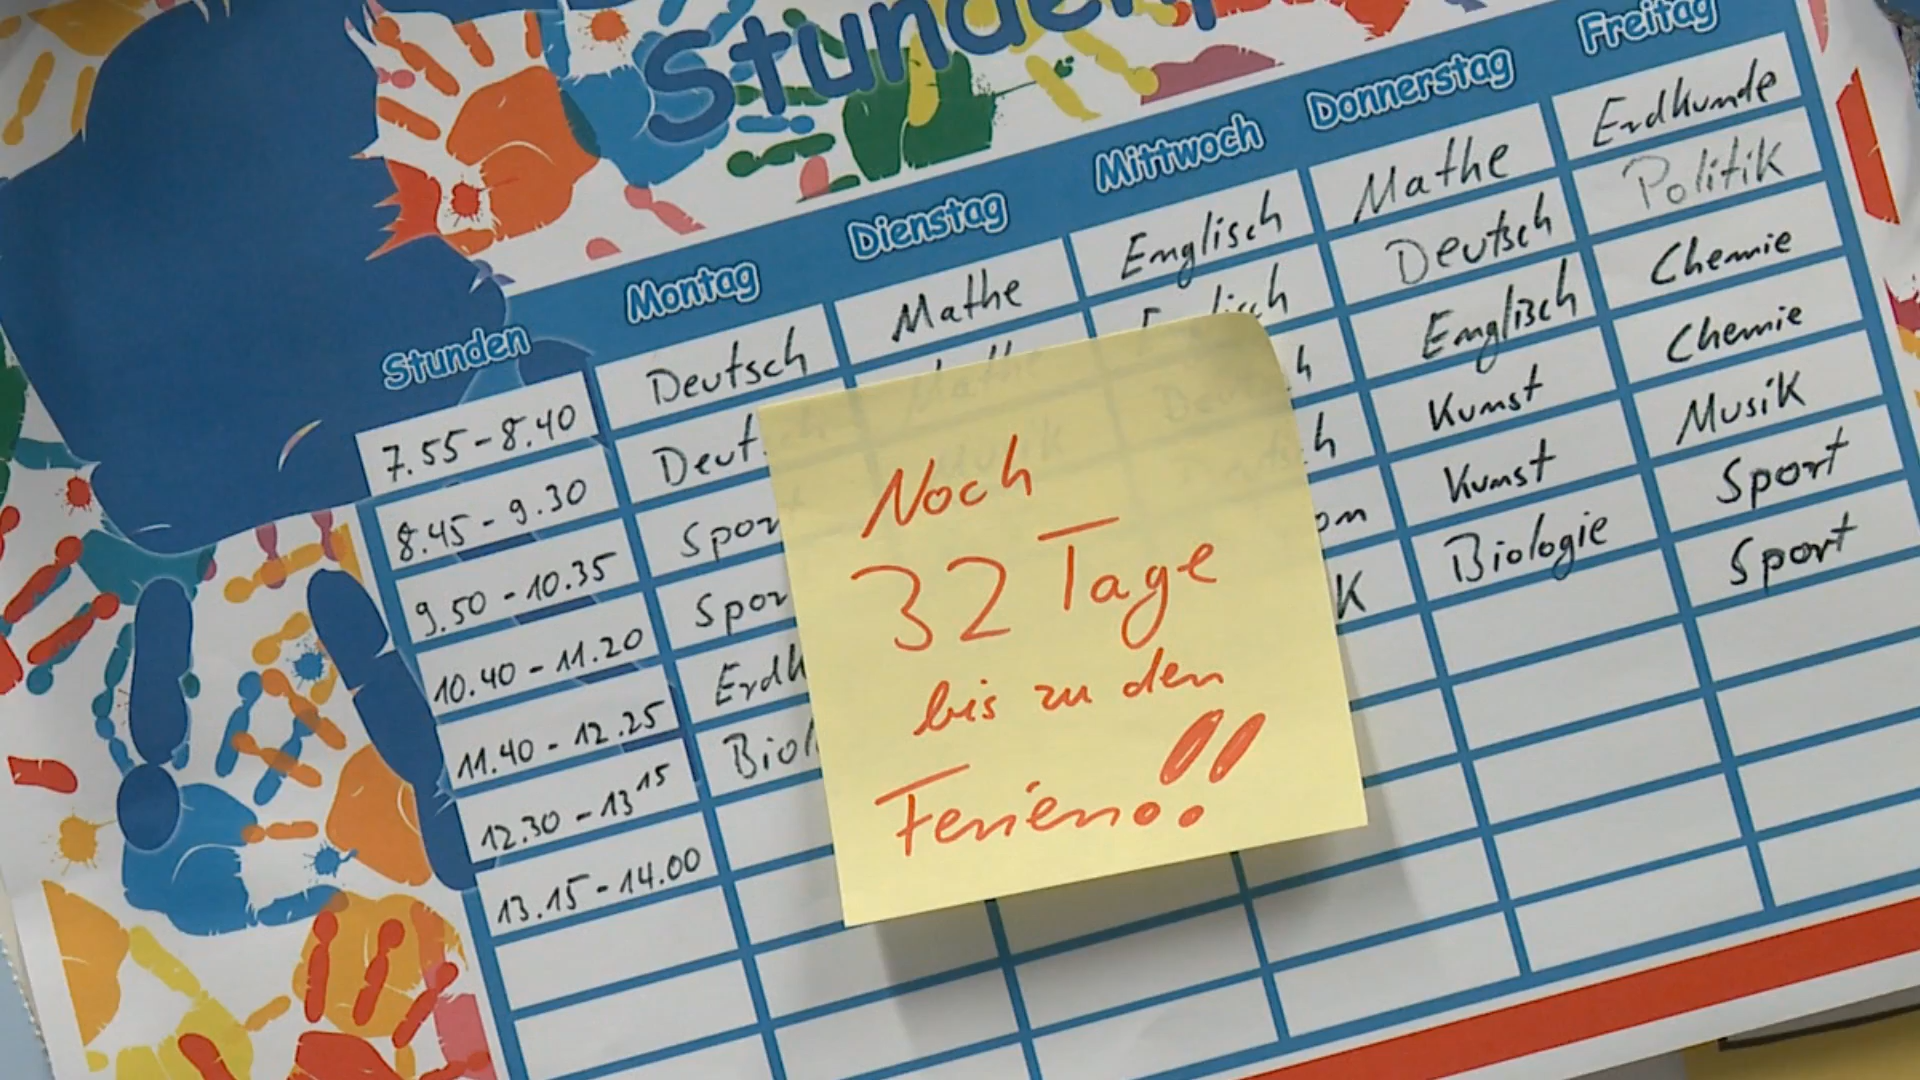 Montag Dienstag Mittwoch Donnerstag Freitag
Stunden
7.55-8.40 Deutsch Mathe Englisch Mathe Erdkunde
8.45-9.30 Mathe Englisch Deutsch Politik
9.50-10.35 Englisch Chemie
10.40-11.20 Kunst Chemie
11.40-12.25 Kunst Musik
12.30-13 15 Biologie Sport
13.15-14.00 Sport
Noch
32 Tage
bis zu den
Ferien!!